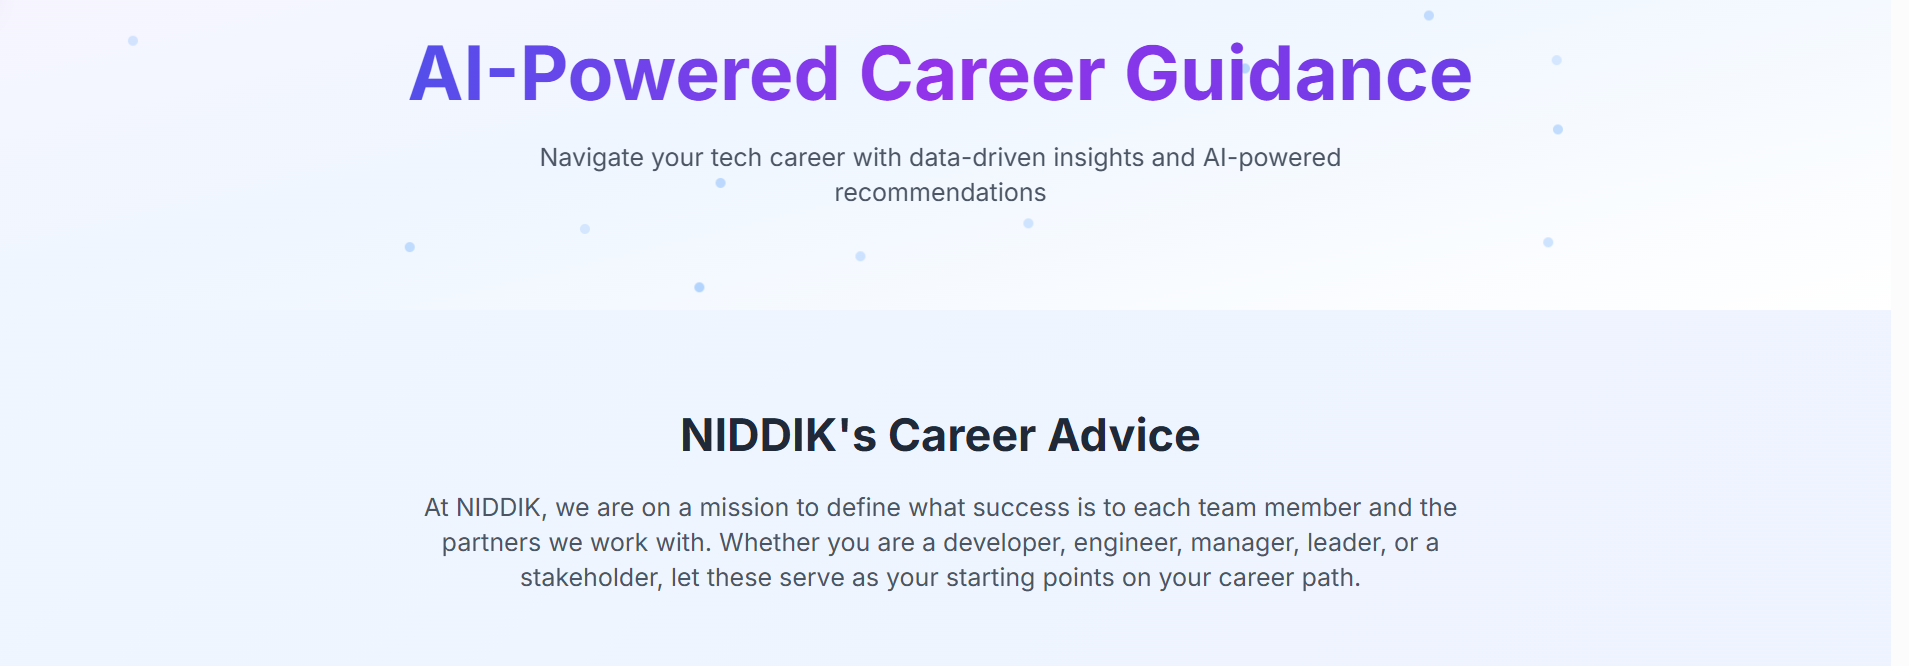 AI-Powered Career Guidance
Navigate your tech career with data-driven insights and AI-powered
recommendations
NIDDIK's Career Advice
At NIDDIK, we are on a mission to define what success is to each team member and the
partners we work with. Whether you are a developer, engineer, manager, leader, or a
stakeholder, let these serve as your starting points on your career path.